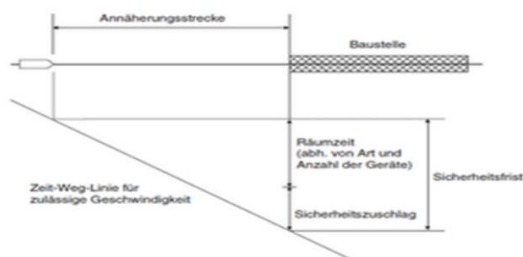 Annäherungsstrecke
Baustelle
Räumzeit
(abh. von Art und
Anzahl der Geräte)
Sicherheitsfrist
Zeit-Weg-Linie für
zulässige Geschwindigkeit
Sicherheitszuschlag